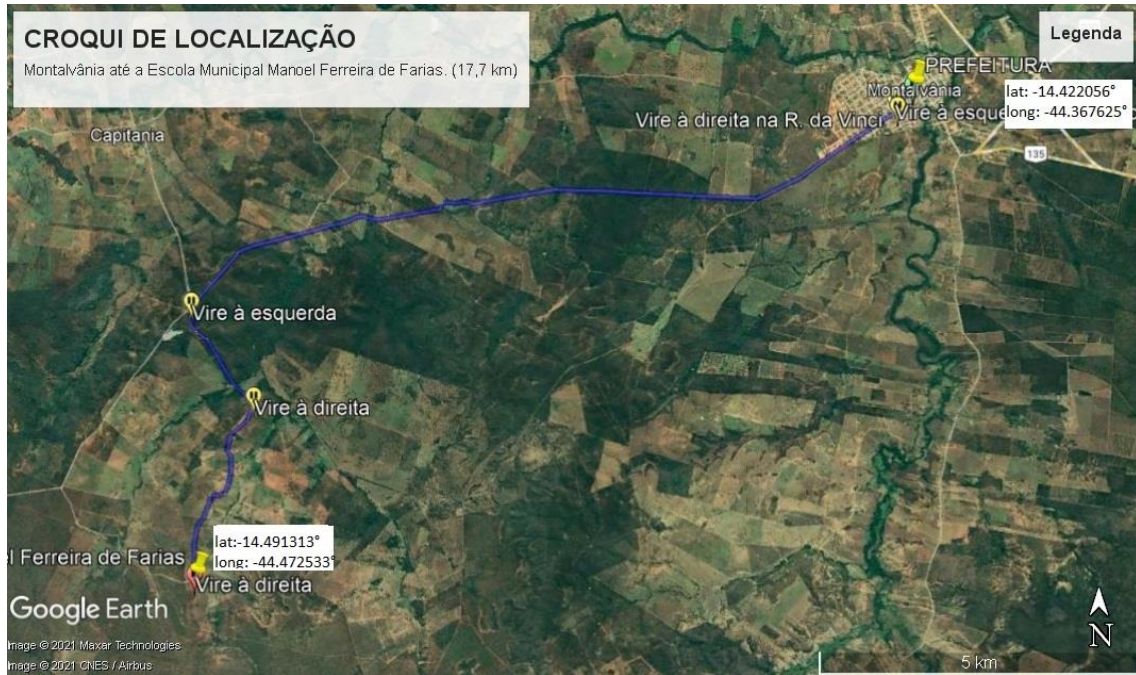 CROQUI DE LOCALIZAÇÃO
Montalvânia até a Escola Municipal Manoel Ferreira de Farias. (17,7 km)
Legenda
PREFEITURA
Montalvânia
lat: -14.422056°
long: -44.367625°
Vire à direita na R. da Vinci
Vire à esque
Capitania
135
Vire à esquerda
Vire à direita
lat:-14.491313°
long: -44.472533°
el Ferreira de Farias
Vire à direita
Google Earth
Image © 2021 Maxar Technologies
Image © 2021 CNES / Airbus
N
5 km